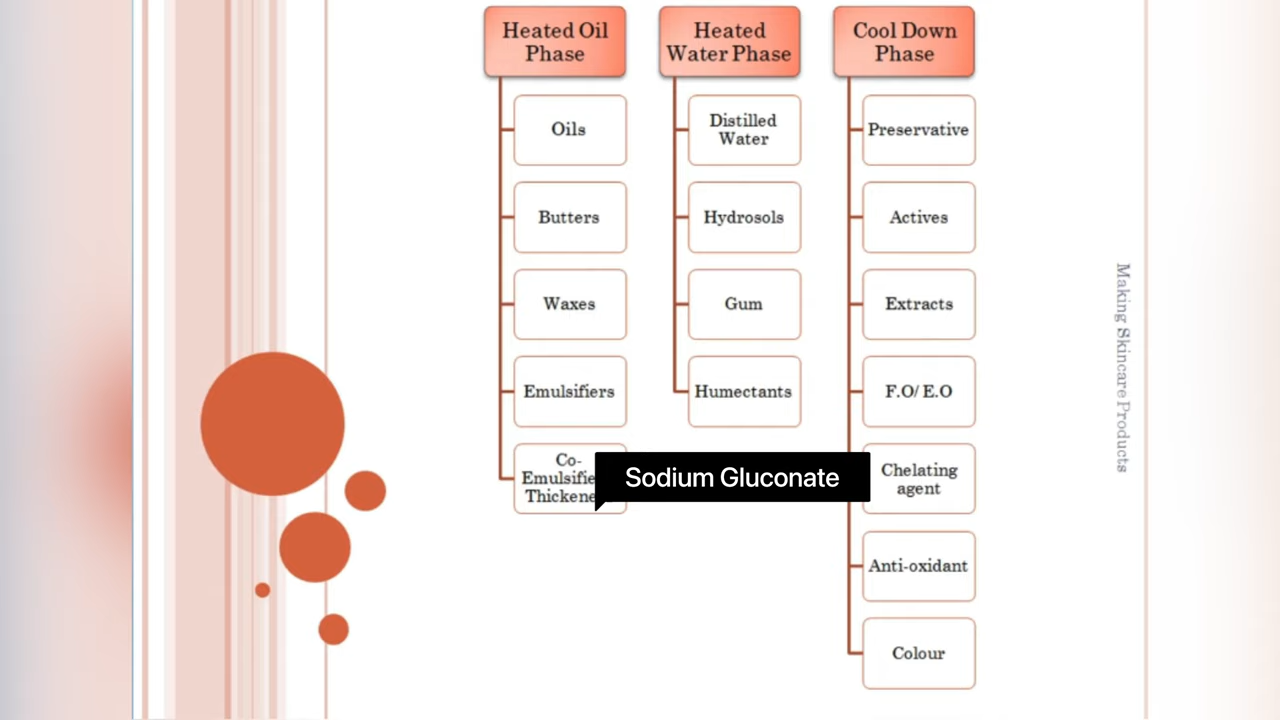 Heated Oil
Phase
Oils
Butters
Waxes
Emulsifiers
Co-
Heated
Water Phase
Distilled
Water
Hydrosols
Gum
Humectants
Cool Down
Phase
Preservative
Actives
Extracts
F.O/ E.O
Chelating
agent
Anti-oxidant
Colour
Sodium Gluconate
Making Skincare Products